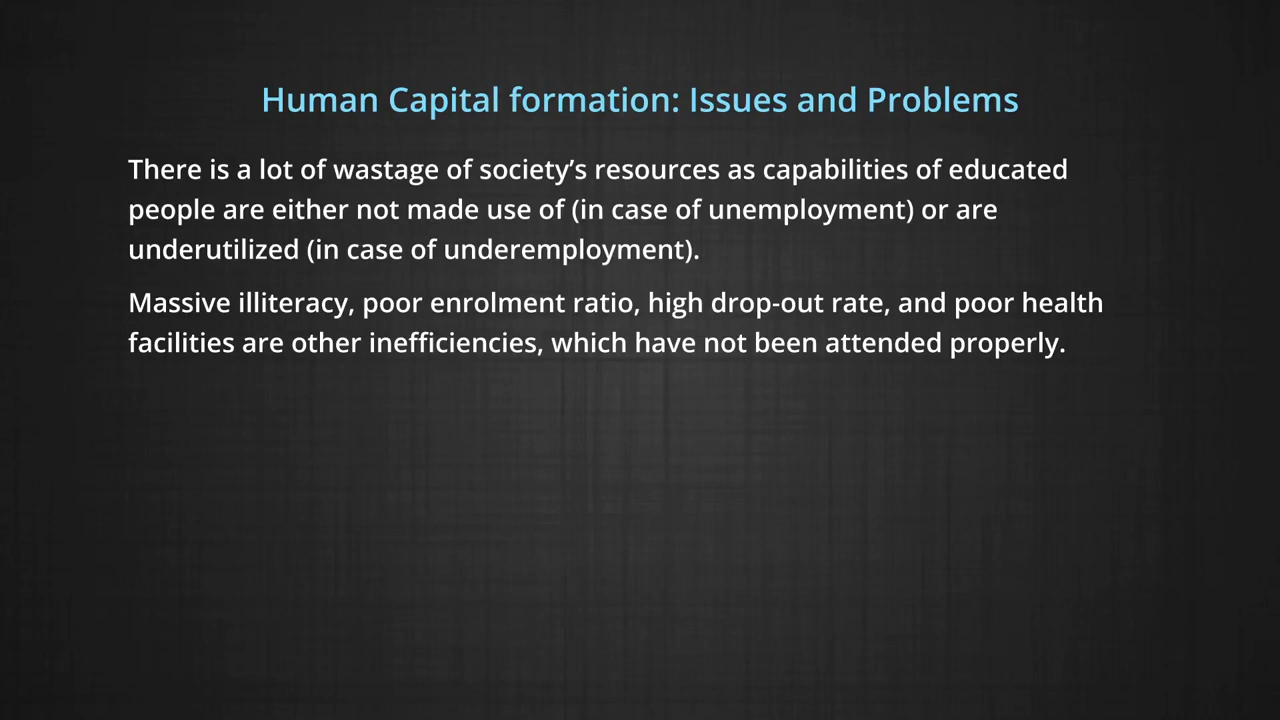 Human Capital formation: Issues and Problems
There is a lot of wastage of society’s resources as capabilities of educated
people are either not made use of (in case of unemployment) or are
underutilized (in case of underemployment).
Massive illiteracy, poor enrolment ratio, high drop-out rate, and poor health
facilities are other inefficiencies, which have not been attended properly.